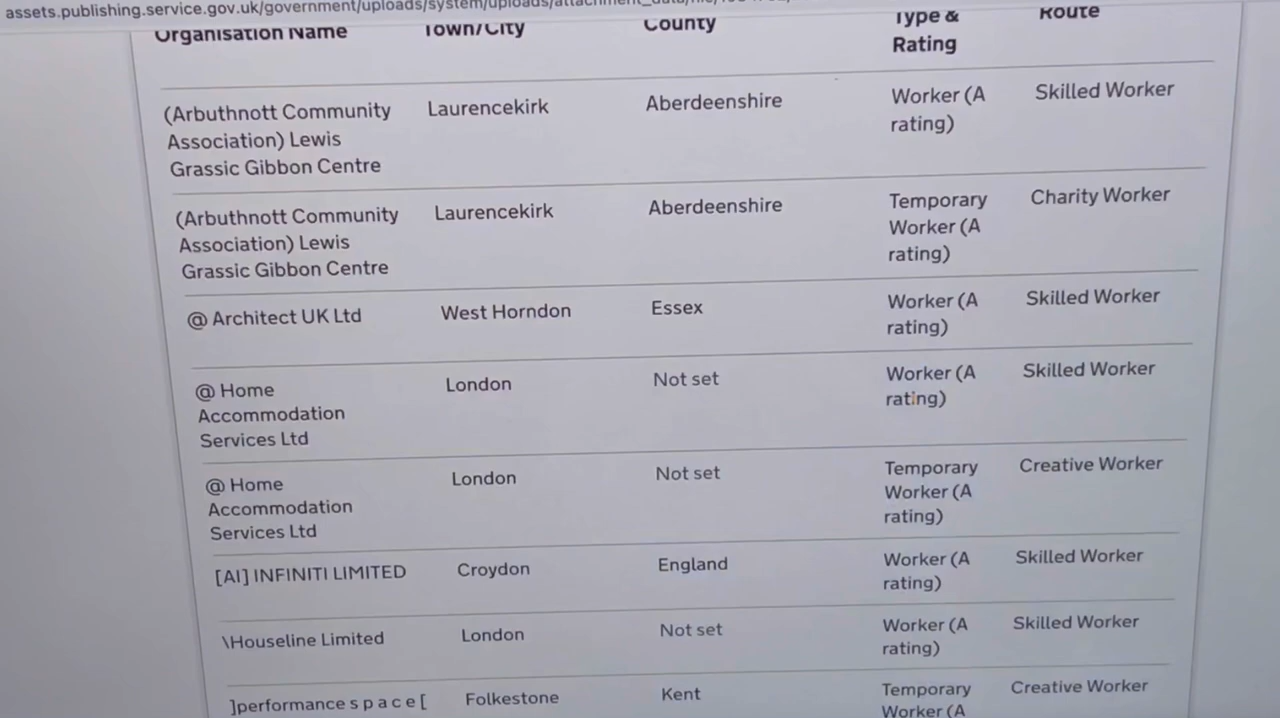 assets.publishing.service.gov.uk/government/uploads/system/uploads/attachment_data/file/
Organisation Name Town/City County Type & Route
Rating
(Arbuthnott Community Laurencekirk Aberdeenshire Worker (A Skilled Worker
Association) Lewis rating)
Grassic Gibbon Centre
(Arbuthnott Community Laurencekirk Aberdeenshire Temporary Charity Worker
Association) Lewis Worker (A
Grassic Gibbon Centre rating)
@ Architect UK Ltd West Horndon Essex Worker (A Skilled Worker
rating)
@ Home London Not set Worker (A Skilled Worker
Accommodation rating)
Services Ltd
@ Home London Not set Temporary Creative Worker
Accommodation Worker (A
Services Ltd rating)
[AI] INFINITI LIMITED Croydon England Worker (A Skilled Worker
rating)
\Houseline Limited London Not set Worker (A Skilled Worker
rating)
]performance s p a c e [ Folkestone Kent Temporary Creative Worker
Worker (A